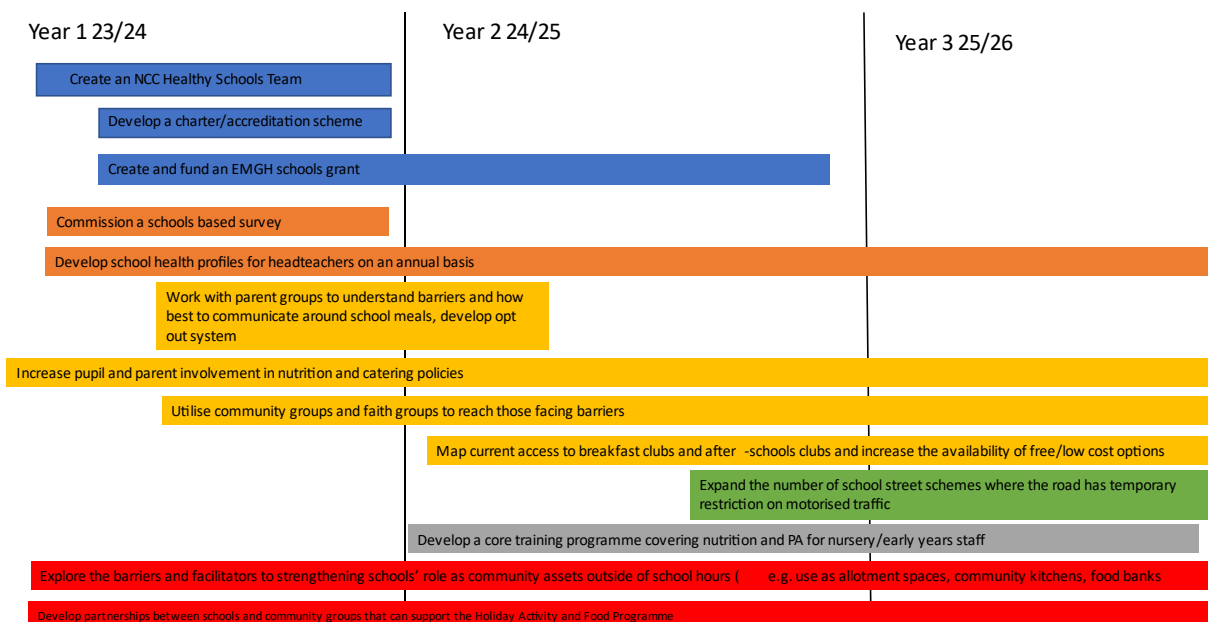 Year 1 23/24
Year 2 24/25
Year 3 25/26
Create an NCC Healthy Schools Team
Develop a charter/accreditation scheme
Create and fund an EMGH schools grant
Commission a schools based survey
Develop school health profiles for headteachers on an annual basis
Work with parent groups to understand barriers and how
best to communicate around school meals, develop opt
out system
Increase pupil and parent involvement in nutrition and catering policies
Utilise community groups and faith groups to reach those facing barriers
Map current access to breakfast clubs and after -schools clubs and increase the availability of free/low cost options
Expand the number of school street schemes where the road has temporary
restriction on motorised traffic
Develop a core training programme covering nutrition and PA for nursery/early years staff
Explore the barriers and facilitators to strengthening schools' role as community assets outside of school hours ( e.g. use as allotment spaces, community kitchens, food banks
Develop partnerships between schools and community groups that can support the Holiday Activity and Food Programme